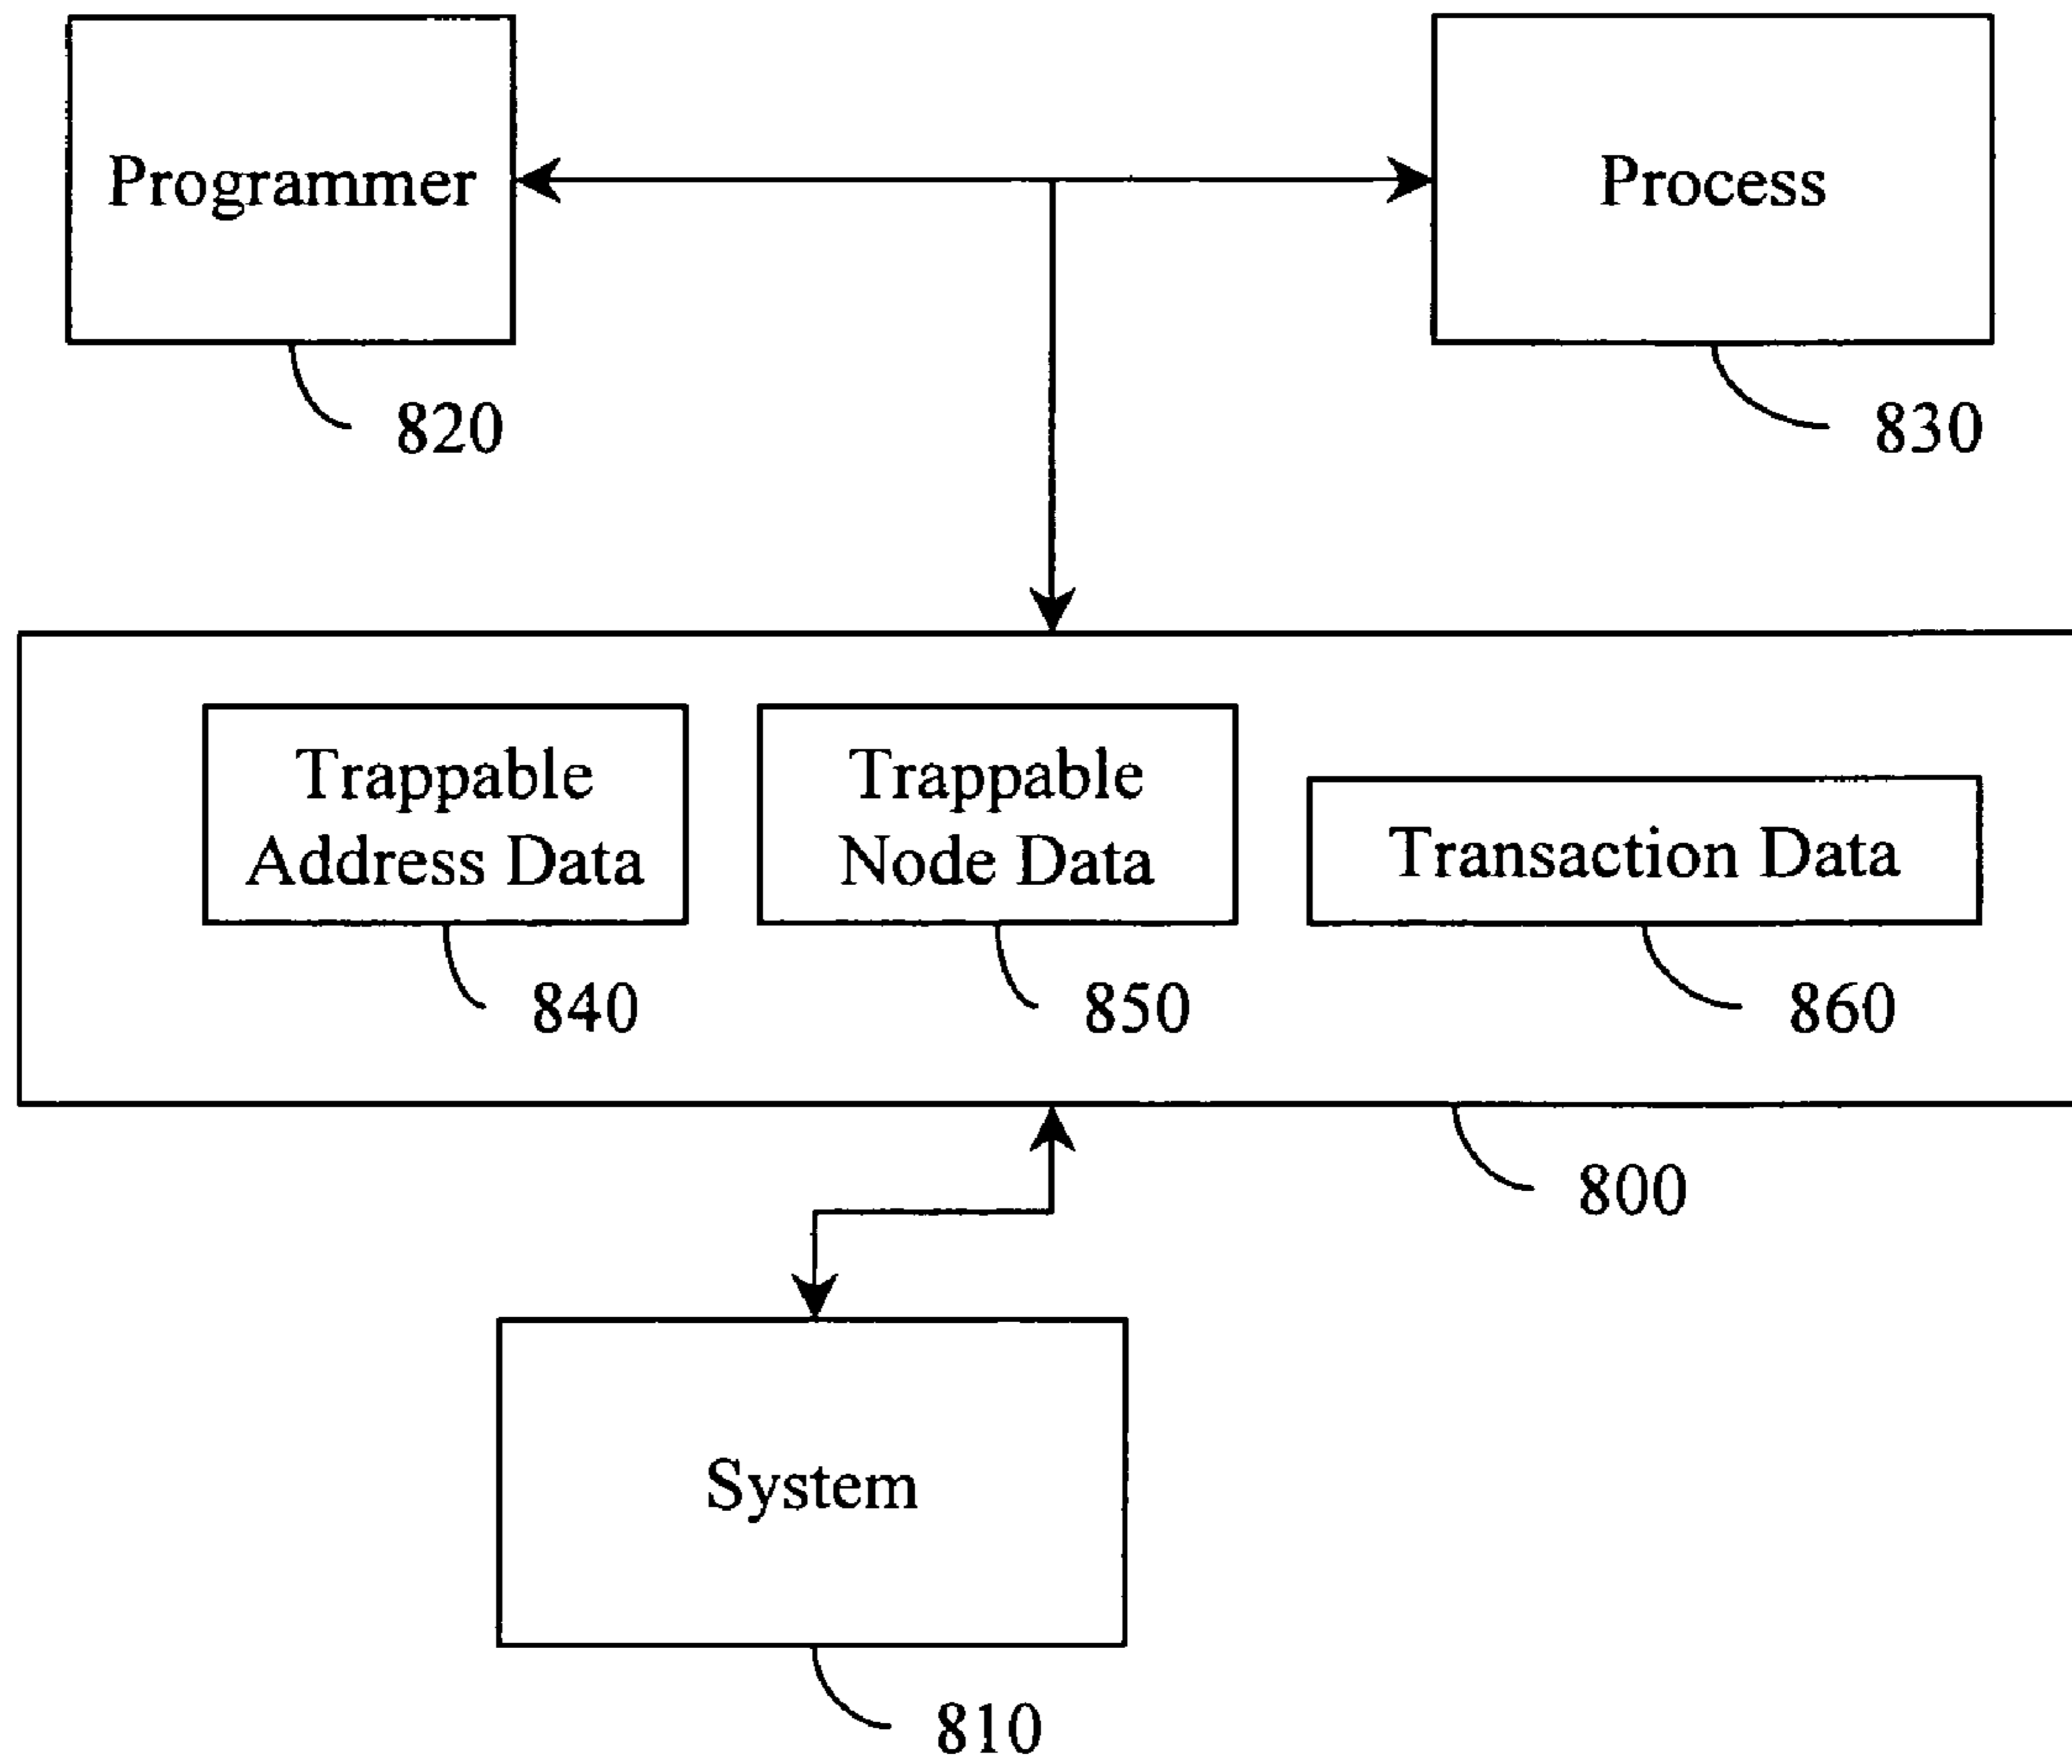 Programmer
Process
820
830
Trappable
Address Data
Trappable
Node Data
Transaction Data
840
850
860
800
System
810